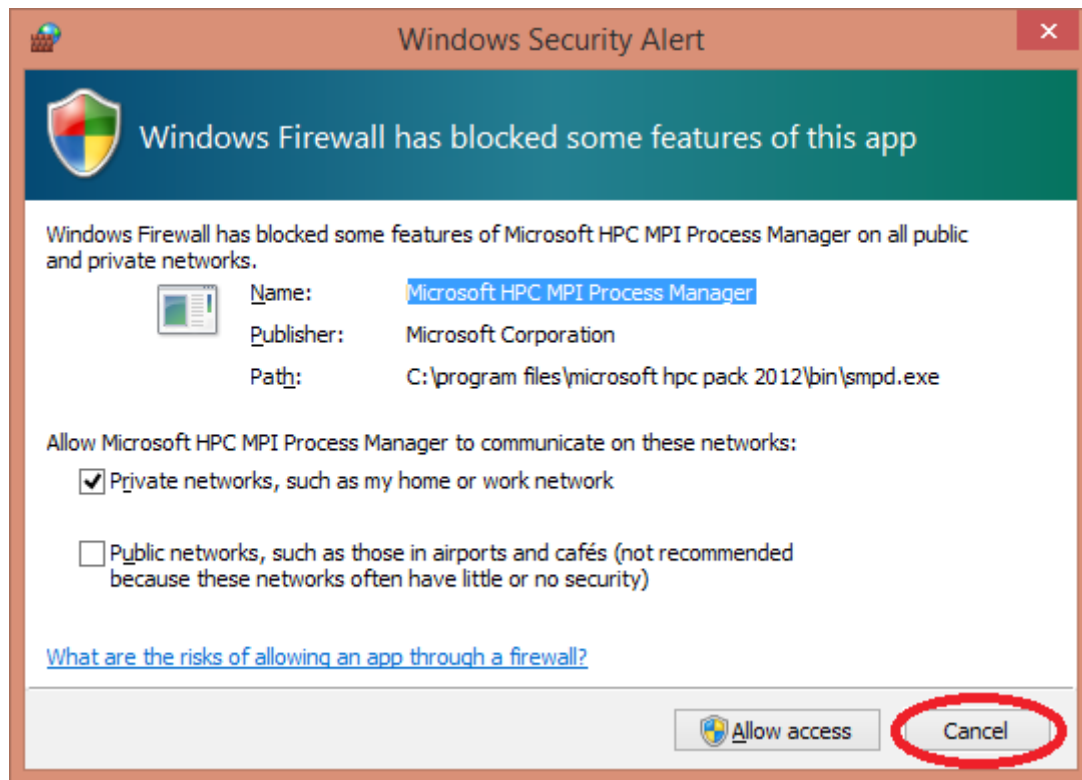 Windows Security Alert
Windows Firewall has blocked some features of this app
Windows Firewall has blocked some features of Microsoft HPC MPI Process Manager on all public
and private networks.
Name: Microsoft HPC MPI Process Manager
Publisher: Microsoft Corporation
Path: C:\program files\microsoft hpc pack 2012\bin\smpd.exe
Allow Microsoft HPC MPI Process Manager to communicate on these networks:
Private networks, such as my home or work network
Public networks, such as those in airports and cafés (not recommended
because these networks often have little or no security)
What are the risks of allowing an app through a firewall?
Allow access Cancel